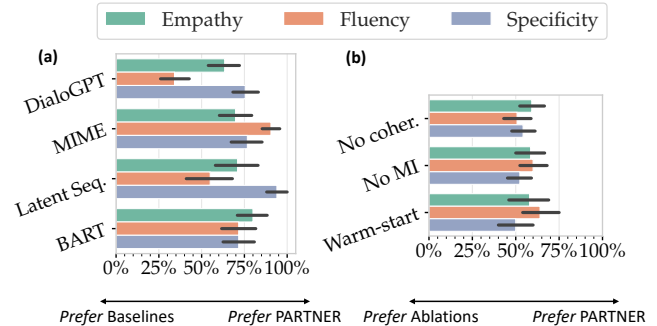 Empathy Fluency Specificity
(a)
DialoGPT
MIME
Latent Seq.
BART
0% 25% 50% 75% 100%
Prefer Baselines Prefer PARTNER
(b)
No coher.
No MI
Warm-start
0% 25% 50% 75% 100%
Prefer Ablations Prefer PARTNER